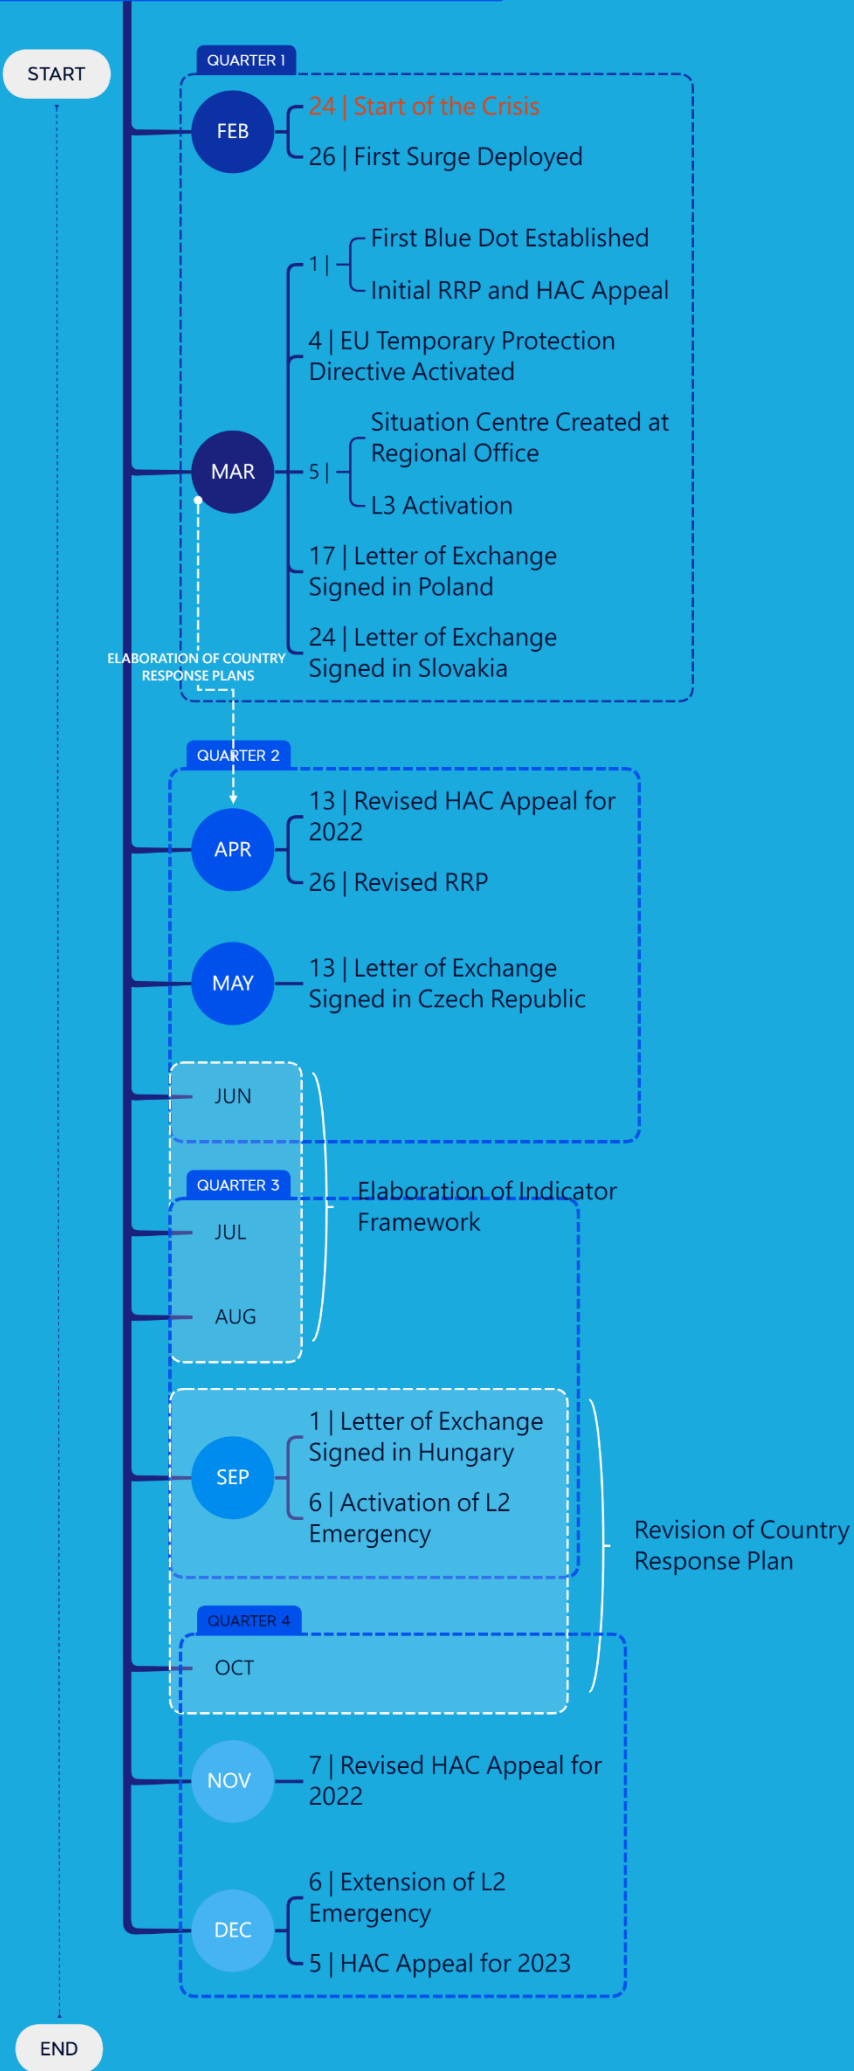 START
QUARTER 1
FEB
24 | Start of the Crisis
26 | First Surge Deployed
MAR
1 |
First Blue Dot Established
Initial RRP and HAC Appeal
4 | EU Temporary Protection
Directive Activated
5 |
Situation Centre Created at
Regional Office
L3 Activation
17 | Letter of Exchange
Signed in Poland
24 | Letter of Exchange
Signed in Slovakia
ELABORATION OF COUNTRY
RESPONSE PLANS
QUARTER 2
APR
13 | Revised HAC Appeal for
2022
26 | Revised RRP
MAY
13 | Letter of Exchange
Signed in Czech Republic
JUN
QUARTER 3
Elaboration of Indicator
Framework
JUL
AUG
SEP
1 | Letter of Exchange
Signed in Hungary
6 | Activation of L2
Emergency
Revision of Country
Response Plan
QUARTER 4
OCT
NOV
7 | Revised HAC Appeal for
2022
DEC
6 | Extension of L2
Emergency
5 | HAC Appeal for 2023
END